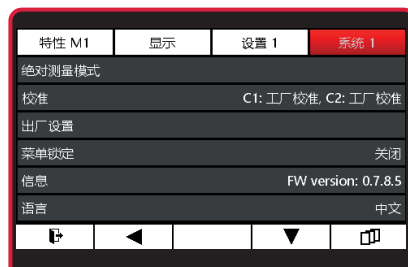 特性 M1 显示 设置 1 系统 1
绝对测量模式
校准 C1: 工厂校准, C2: 工厂校准
出厂设置
菜单锁定 关闭
信息 FW version: 0.7.8.5
语言 中文